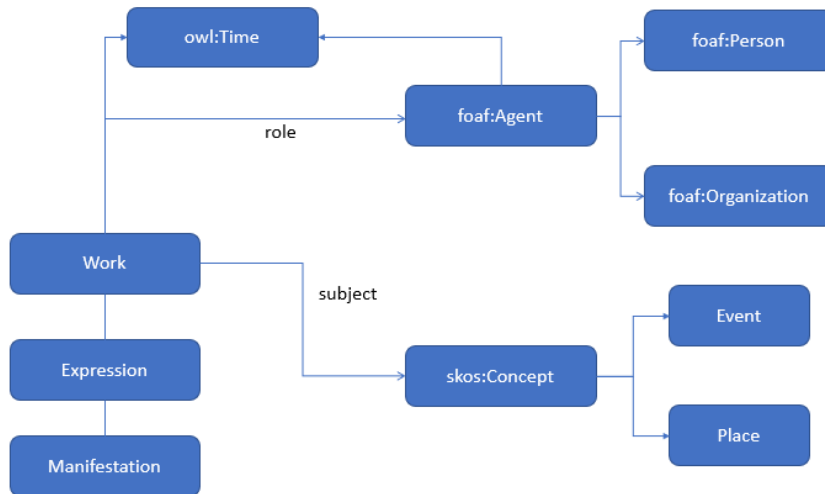 owl:Time
foaf:Person
foaf:Agent
role
foaf:Organization
Work
subject
Event
Expression
skos:Concept
Place
Manifestation